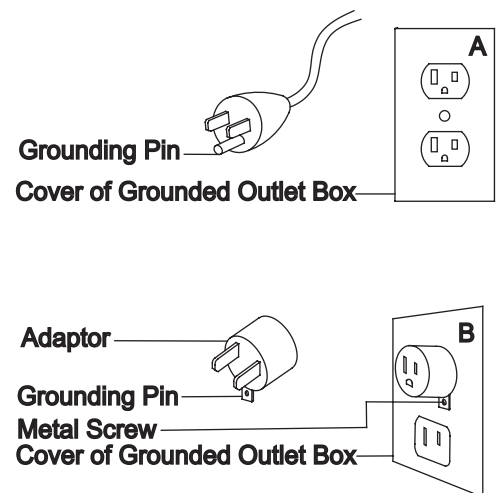 A
Grounding Pin
Cover of Grounded Outlet Box
Adaptor
B
Grounding Pin
Metal Screw
Cover of Grounded Outlet Box